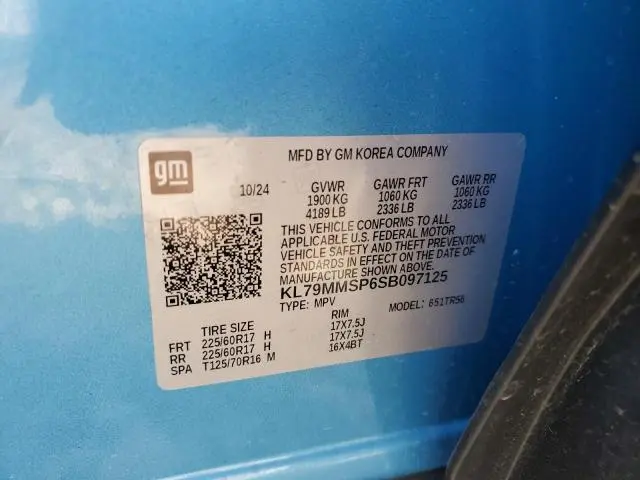 gm
MFD BY GM KOREA COMPANY
10/24 GVWR GAWR FRT GAWR RR
1900 KG 1060 KG 1060 KG
4189 LB 2336 LB 2336 LB
THIS VEHICLE CONFORMS TO ALL
APPLICABLE U.S. FEDERAL MOTOR
VEHICLE SAFETY AND THEFT PREVENTION
STANDARDS IN EFFECT ON THE DATE
OF MANUFACTURE SHOWN ABOVE.
KL79MMSP6SB097125
TYPE: MPV MODEL: 651TR56
TIRE SIZE RIM
FRT 225/60R17 H 17X7.5J
RR 225/60R17 H 17X7.5J
SPA T125/70R16 M 16X4BT